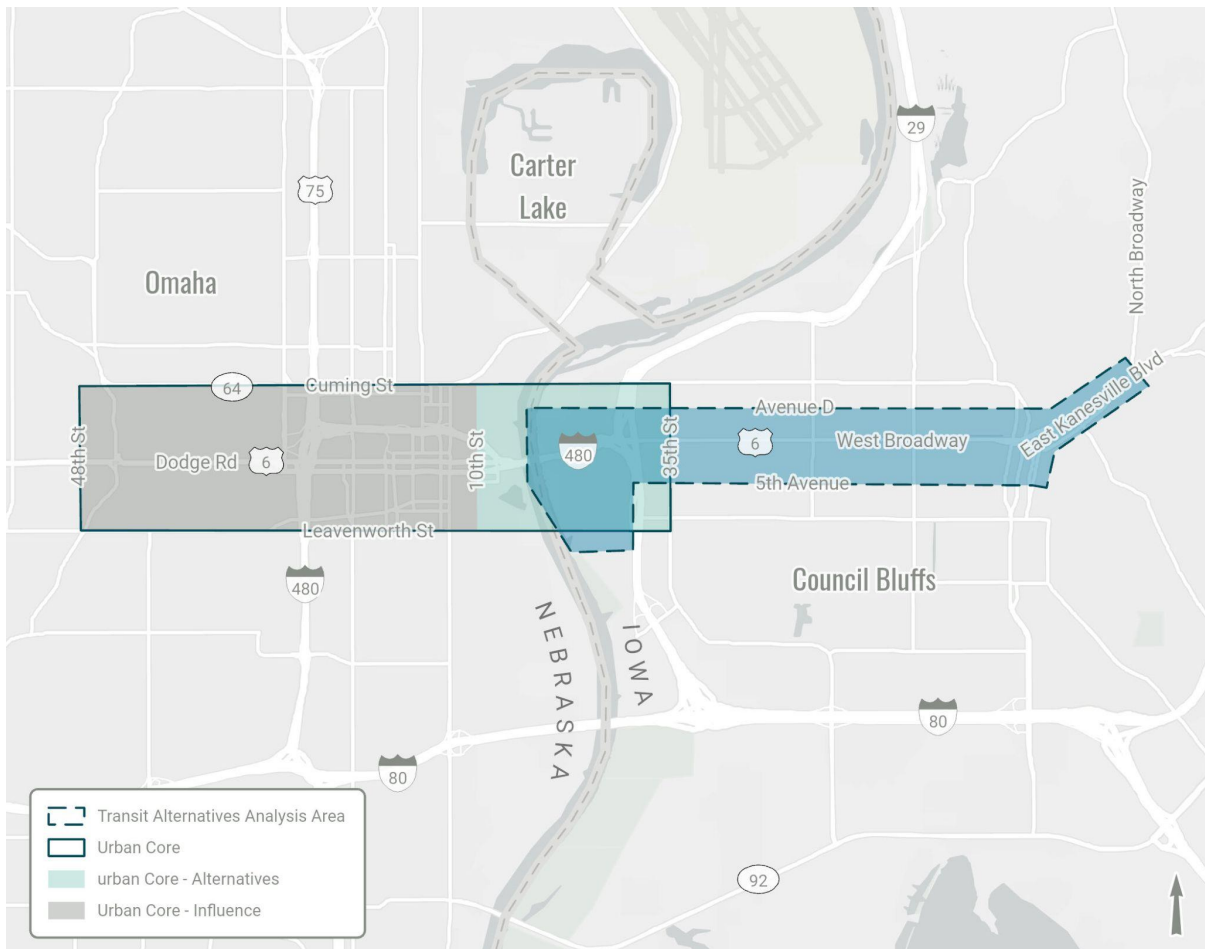 29
Carter
Lake
75
North Broadway
Omaha
64
Cuming St
Avenue D
East Kanesville Blvd
48th St
Dodge Rd
6
10th St
480
35th St
6
West Broadway
5th Avenue
Leavenworth St
480
Council Bluffs
NEBRASKA
IOWA
80
80
92
Transit Alternatives Analysis Area
Urban Core
urban Core - Alternatives
Urban Core - Influence